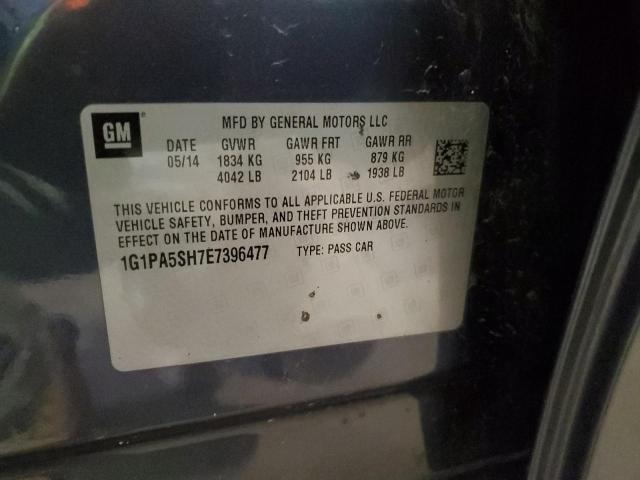 GM
MFD BY GENERAL MOTORS LLC
DATE GVWR GAWR FRT GAWR RR
05/14 1834 KG 955 KG 879 KG
4042 LB 2104 LB 1938 LB
THIS VEHICLE CONFORMS TO ALL APPLICABLE U.S. FEDERAL MOTOR
VEHICLE SAFETY, BUMPER, AND THEFT PREVENTION STANDARDS IN
EFFECT ON THE DATE OF MANUFACTURE SHOWN ABOVE.
1G1PA5SH7E7396477 TYPE: PASS CAR